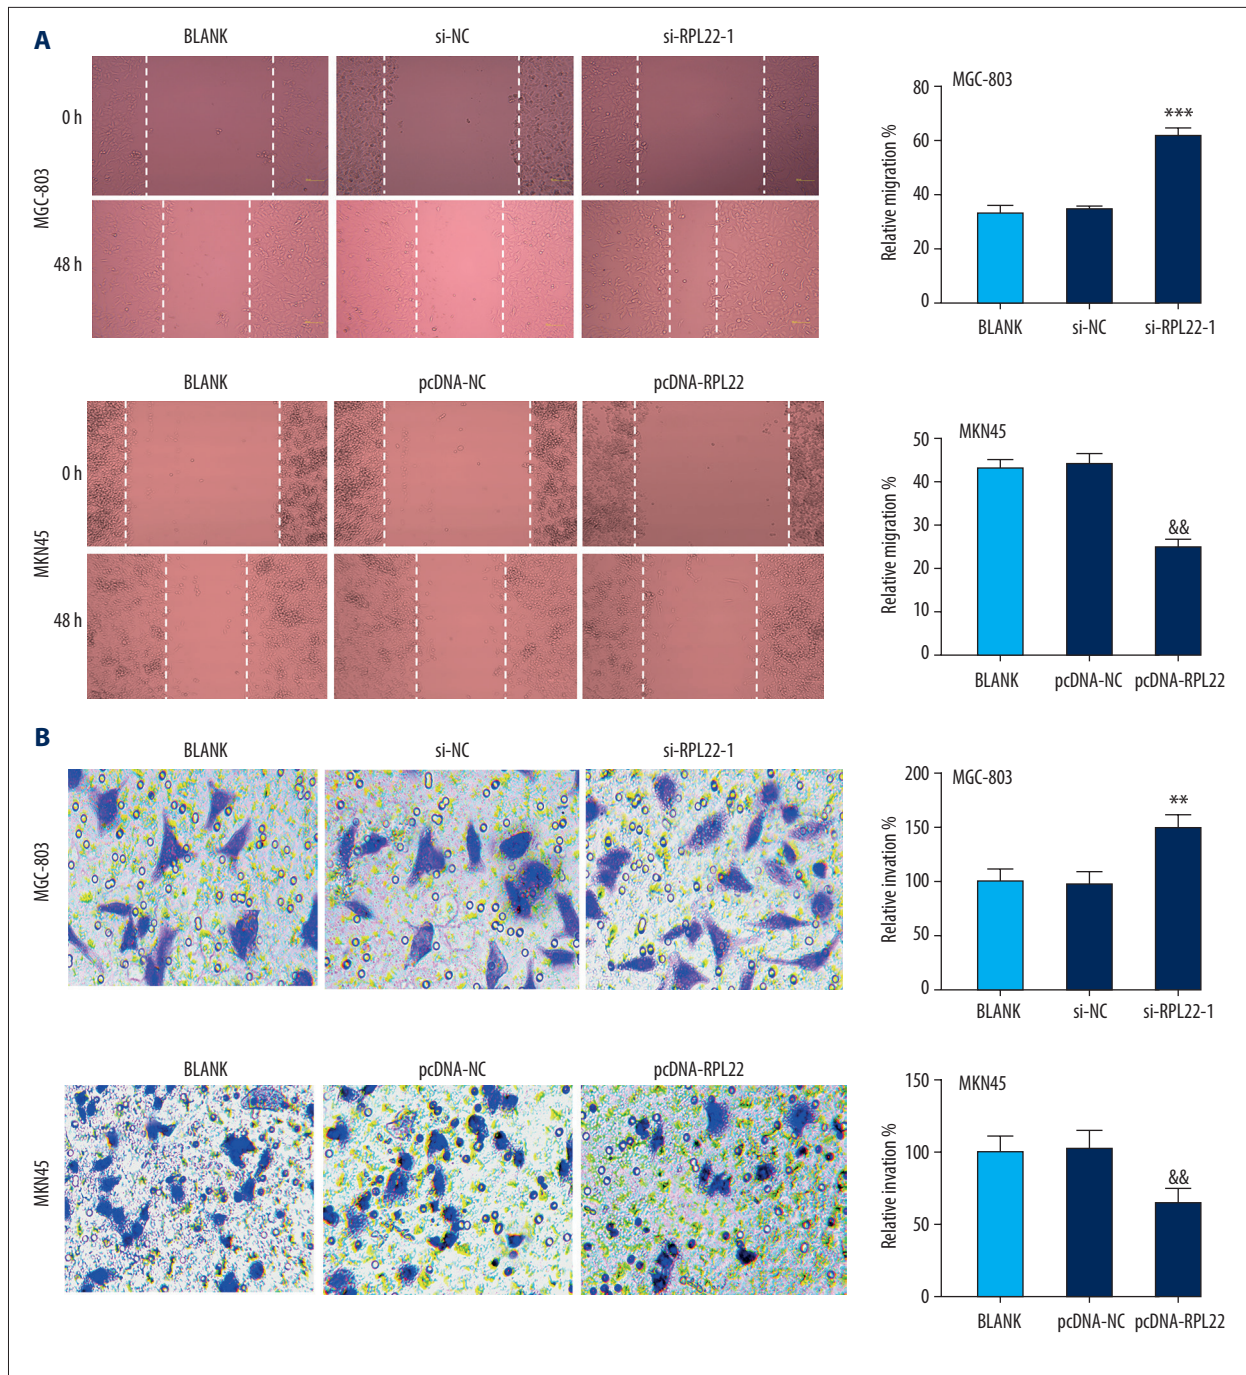 A
BLANK si-NC si-RPL22-1
0 h
MGC-803
48 h
MGC-803
Relative migration %
80
60
40
20
0
***
BLANK si-NC si-RPL22-1
BLANK pcDNA-NC pcDNA-RPL22
0 h
MKN45
48 h
MKN45
Relative migration %
50
40
30
20
10
0
&&
BLANK pcDNA-NC pcDNA-RPL22
B
BLANK si-NC si-RPL22-1
MGC-803
MGC-803
Relative invation %
200
150
100
50
0
**
BLANK si-NC si-RPL22-1
BLANK pcDNA-NC pcDNA-RPL22
MKN45
MKN45
Relative invation %
150
100
50
0
&&
BLANK pcDNA-NC pcDNA-RPL22